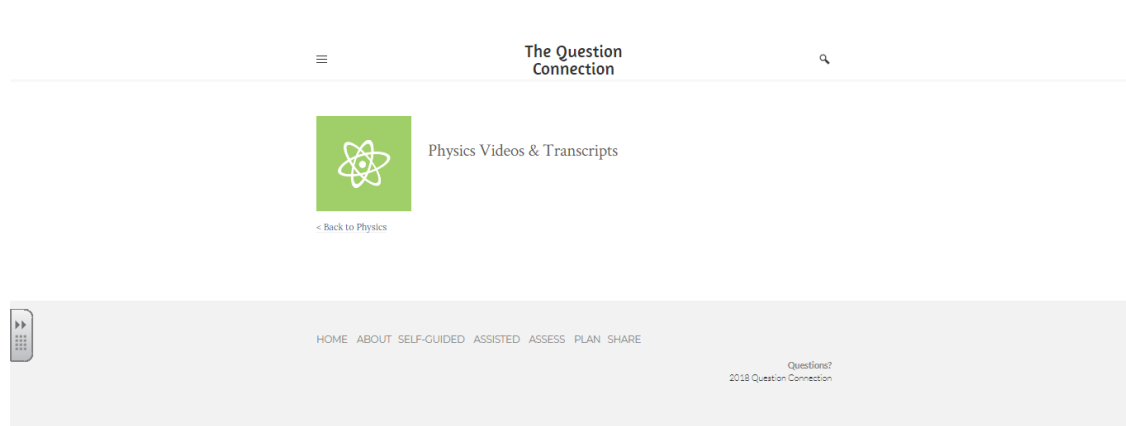 The Question
Connection
Physics Videos & Transcripts
< Back to Physics
HOME ABOUT SELF-GUIDED ASSISTED ASSESS PLAN SHARE
Questions?
2018 Question Connection